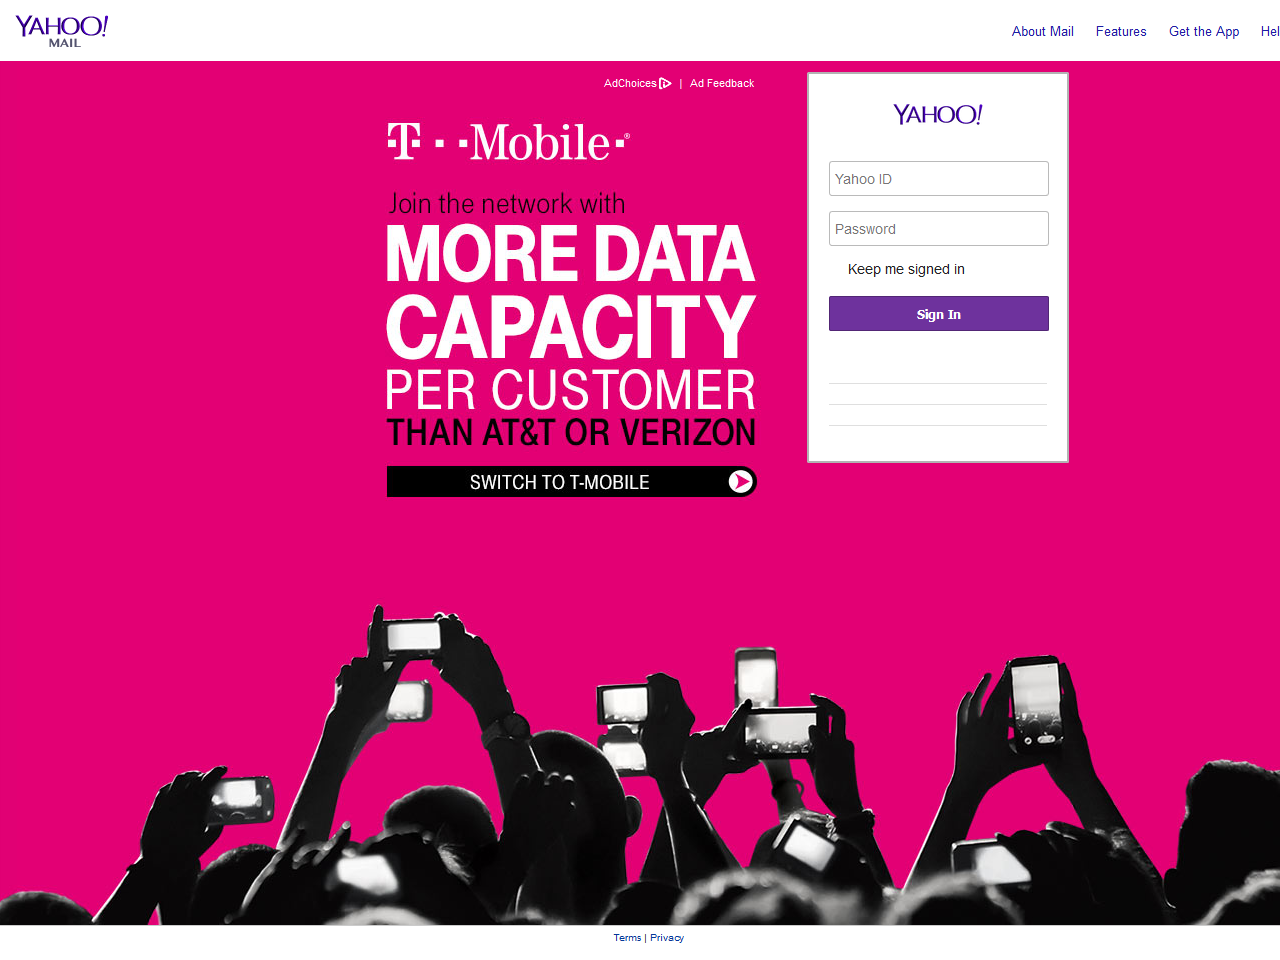 YAHOO!
MAIL
About Mail Features Get the App Hel
AdChoices | Ad Feedback
T··Mobile·®
Join the network with
MORE DATA
CAPACITY
PER CUSTOMER
THAN AT&T OR VERIZON
SWITCH TO T-MOBILE
YAHOO!
Yahoo ID
Password
Keep me signed in
Sign In
Terms | Privacy